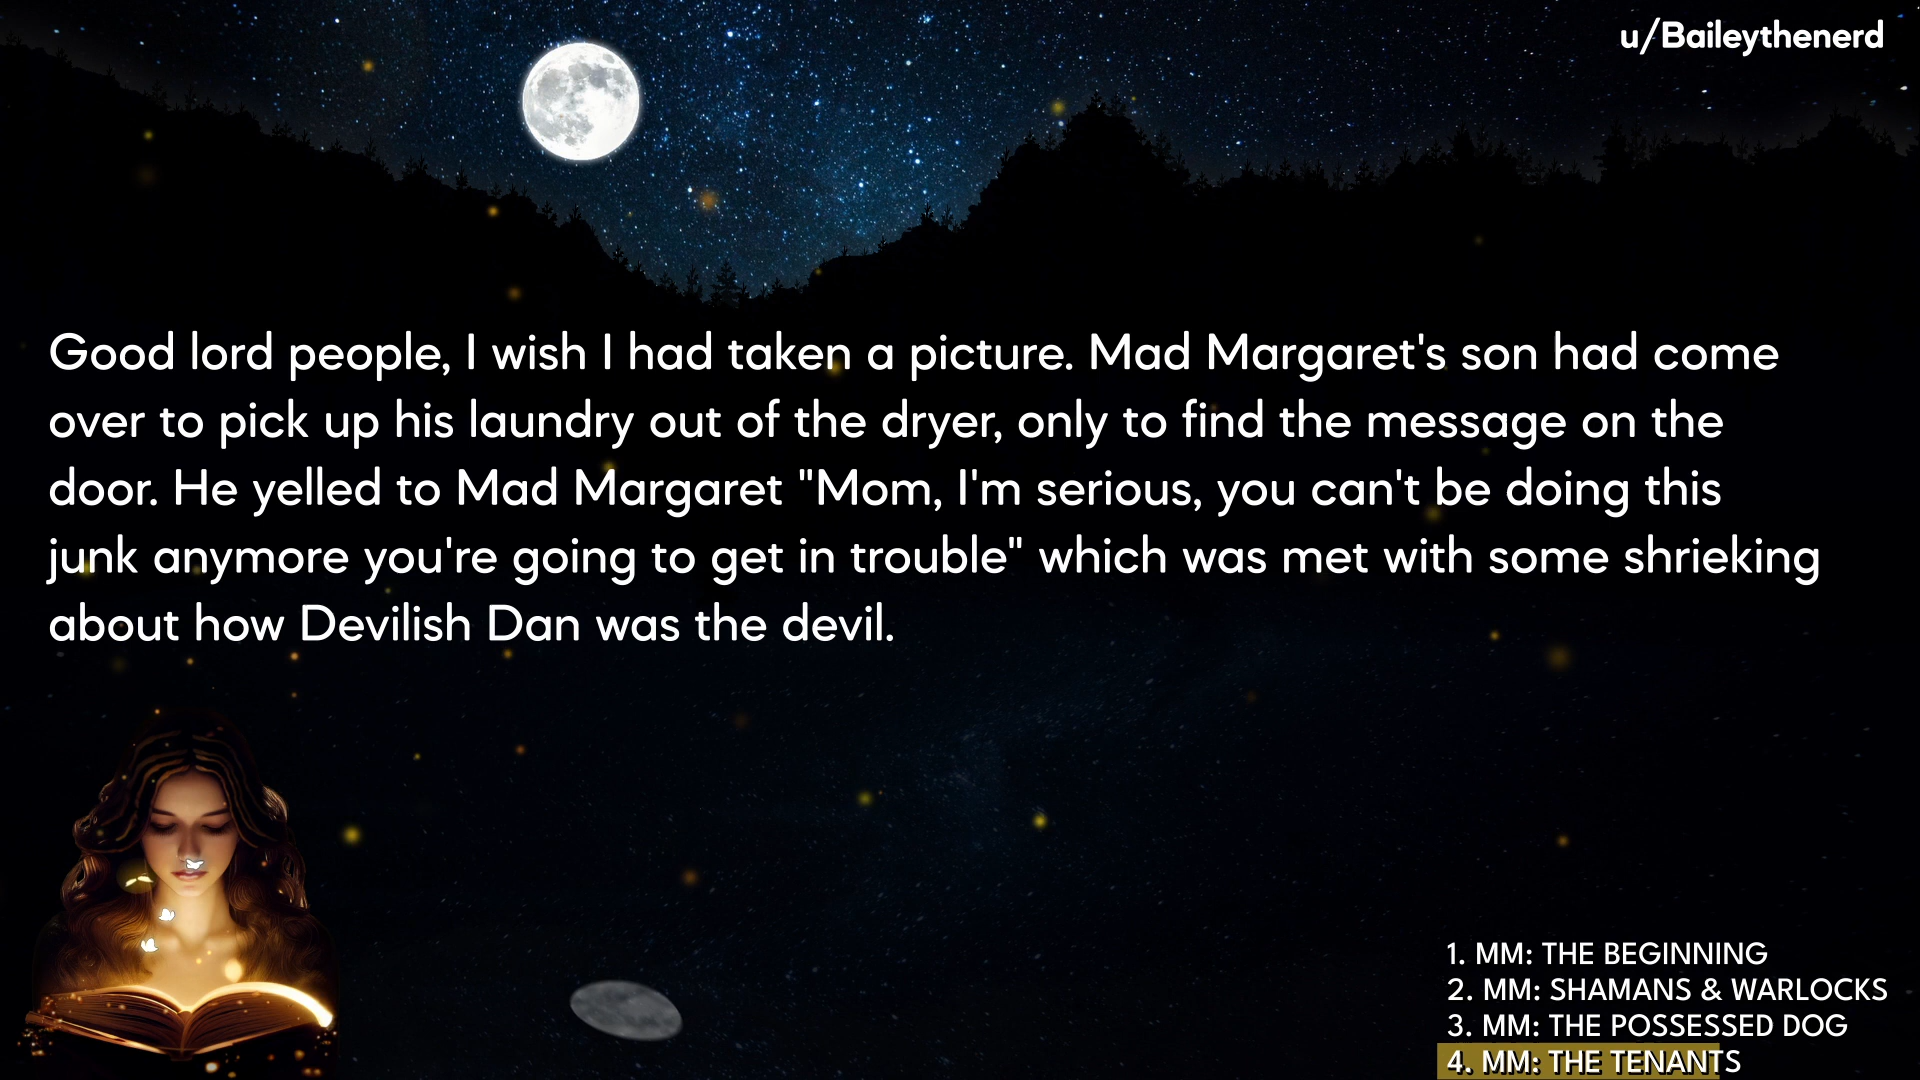 u/Baileythenerd
Good lord people, I wish I had taken a picture. Mad Margaret's son had come
over to pick up his laundry out of the dryer, only to find the message on the
door. He yelled to Mad Margaret "Mom, I'm serious, you can't be doing this
junk anymore you're going to get in trouble" which was met with some shrieking
about how Devilish Dan was the devil.
1. MM: THE BEGINNING
2. MM: SHAMANS & WARLOCKS
3. MM: THE POSSESSED DOG
4. MM: THE TENANTS